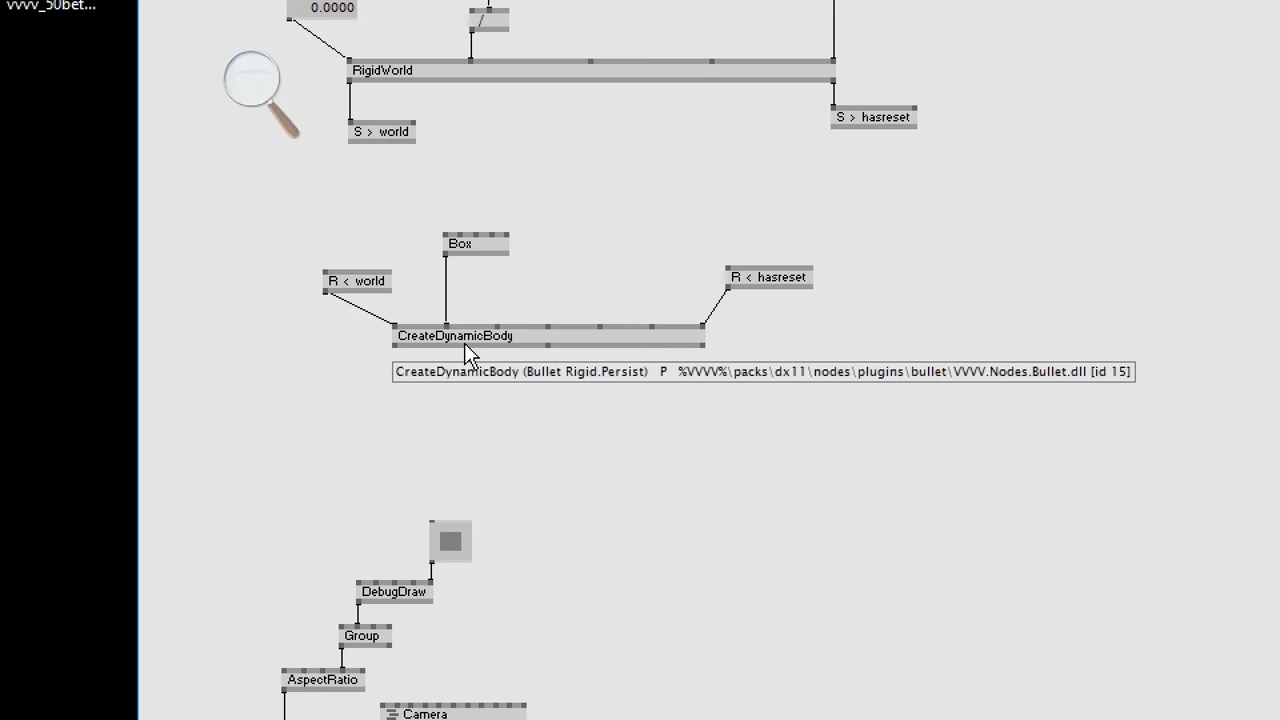 vvvv_50bet...
0.0000
/
RigidWorld
S > world
S > hasreset
Box
R < world
R < hasreset
CreateDynamicBody
CreateDynamicBody (Bullet Rigid.Persist)   P   %VVVV%\packs\dx11\nodes\plugins\bullet\VVVV.Nodes.Bullet.dll [id 15]
DebugDraw
Group
AspectRatio
Camera